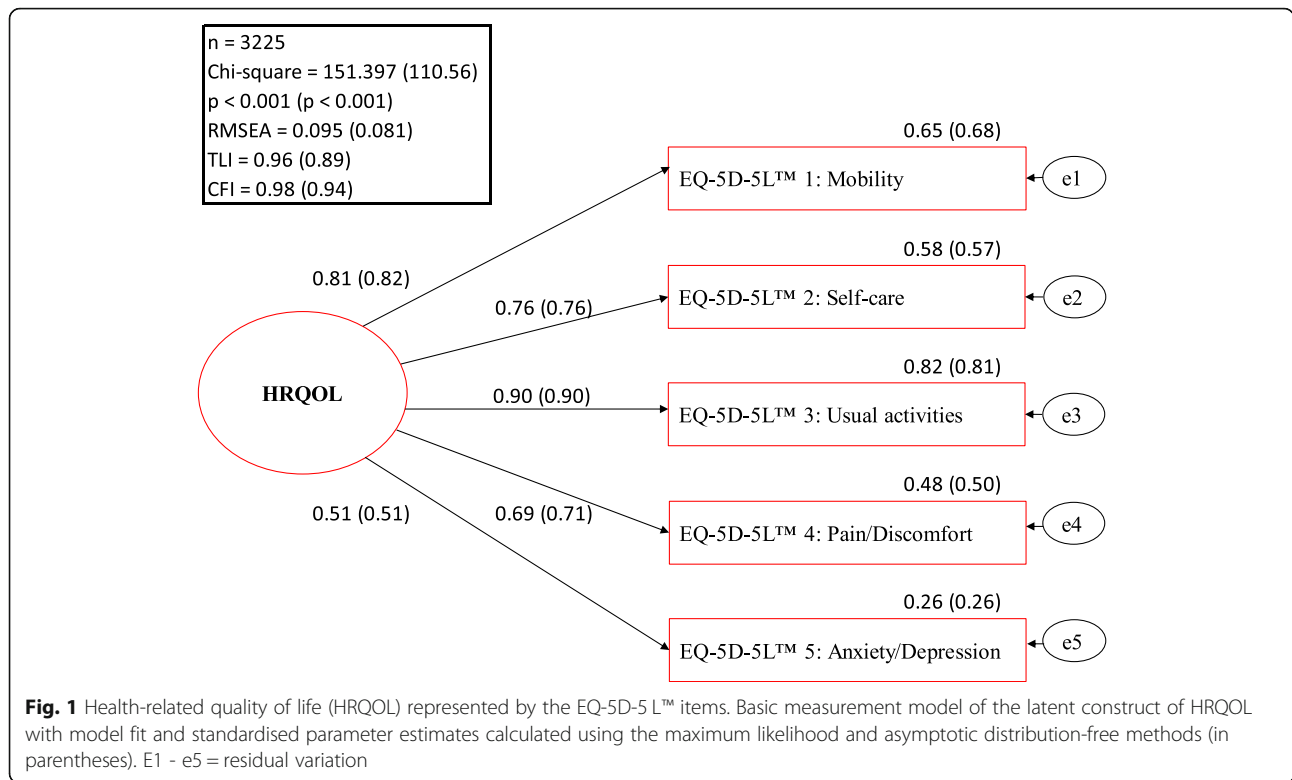 n = 3225
Chi-square = 151.397 (110.56)
p < 0.001 (p < 0.001)
RMSEA = 0.095 (0.081)
TLI = 0.96 (0.89)
CFI = 0.98 (0.94)
0.65 (0.68)
EQ-5D-5L™ 1: Mobility
e1
0.81 (0.82)
0.58 (0.57)
0.76 (0.76)
EQ-5D-5L™ 2: Self-care
e2
HRQOL
0.82 (0.81)
0.90 (0.90)
EQ-5D-5L™ 3: Usual activities
e3
0.48 (0.50)
0.51 (0.51)
0.69 (0.71)
EQ-5D-5L™ 4: Pain/Discomfort
e4
0.26 (0.26)
EQ-5D-5L™ 5: Anxiety/Depression
e5
Fig. 1 Health-related quality of life (HRQOL) represented by the EQ-5D-5 L™ items. Basic measurement model of the latent construct of HRQOL
with model fit and standardised parameter estimates calculated using the maximum likelihood and asymptotic distribution-free methods (in
parentheses). E1 - e5 = residual variation